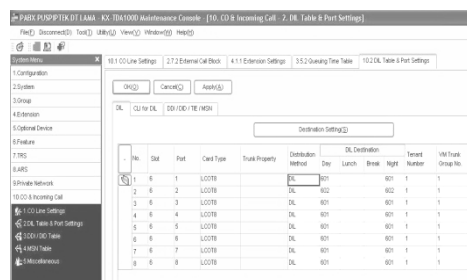 PABX PUSPIPTEK DT LAMA - KX-TDA100D Maintenance Console - [10. CO & Incoming Call - 2. DIL Table & Port Settings]
File(F) Disconnect(D) Tool(T) Utility(U) View(V) Window(W) Help(H)
System Menu X
10.1 CO Line Settings 2.7.2 External Call Block 4.1.1 Extension Settings 3.5.2 Queuing Time Table 10.2 DIL Table & Port Settings
1.Configuration
2.System
3.Group
4.Extension
5.Optional Device
6.Feature
7.TRS
8.ARS
9.Private Network
10.CO & Incoming Call
1.CO Line Settings
2.DIL Table & Port Settings
3.DDI / DID Table
4.MSN Table
5.Miscellaneous
OK(O) Cancel(C) Apply(A)
DIL CLI for DIL DDI / DID / TIE / MSN
Destination Setting(S)
No. Slot Port Card Type Trunk Property Distribution Method DIL Destination Day Lunch Break Night Tenant Number VM Trunk Group No.
1 6 1 LCOT8 DIL 601 601 1 1
2 6 2 LCOT8 DIL 602 602 1 1
3 6 3 LCOT8 DIL 601 601 1 1
4 6 4 LCOT8 DIL 601 601 1 1
5 6 5 LCOT8 DIL 601 601 1 1
6 6 6 LCOT8 DIL 601 601 1 1
7 6 7 LCOT8 DIL 601 601 1 1
8 6 8 LCOT8 DIL 601 601 1 1